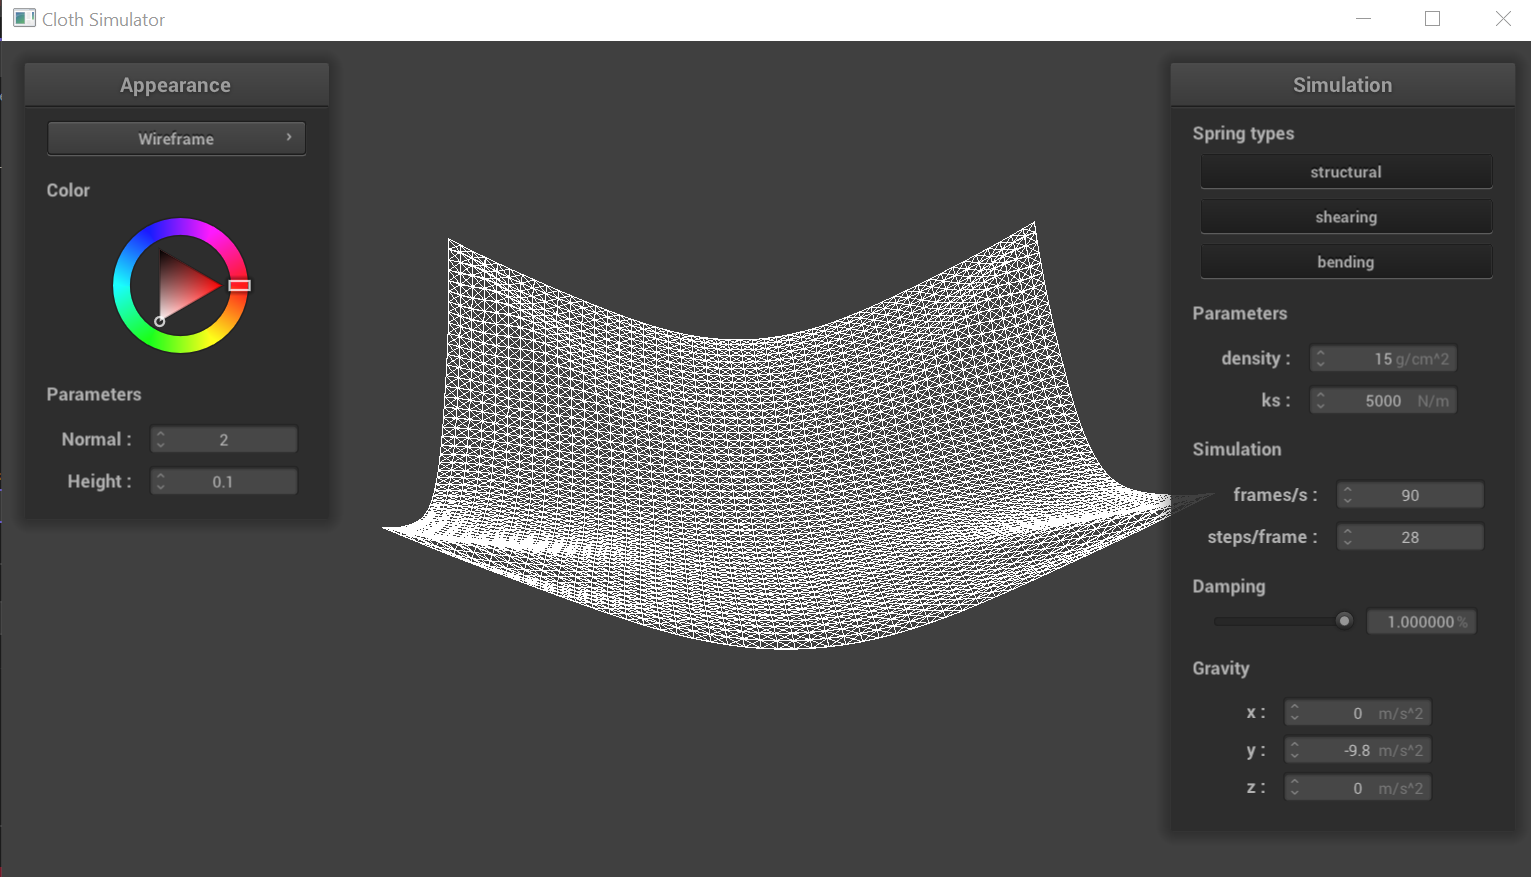 Cloth Simulator
Appearance
Wireframe
Color
Parameters
Normal : 2
Height : 0.1
Simulation
Spring types
structural
shearing
bending
Parameters
density : 15 g/cm^2
ks : 5000 N/m
Simulation
frames/s : 90
steps/frame : 28
Damping
1.000000 %
Gravity
x : 0 m/s^2
y : -9.8 m/s^2
z : 0 m/s^2